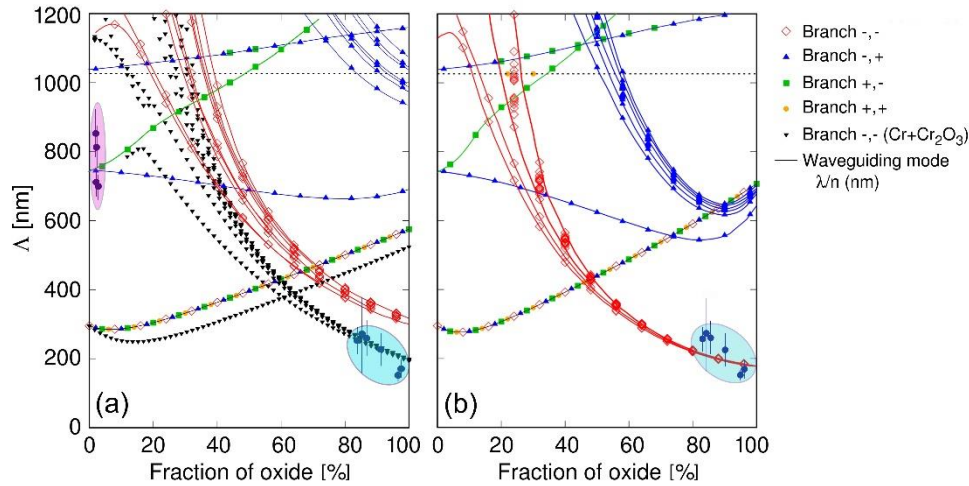 1200
1000
800
600
400
200
0
Λ [nm]
(a)
0
20
40
60
80
100
Fraction of oxide [%]
(b)
0
20
40
60
80
100
Fraction of oxide [%]
Branch -,-
Branch -,+
Branch +,-
Branch +,+
Branch -,- (Cr+Cr₂O₃)
Waveguiding mode
λ/n (nm)